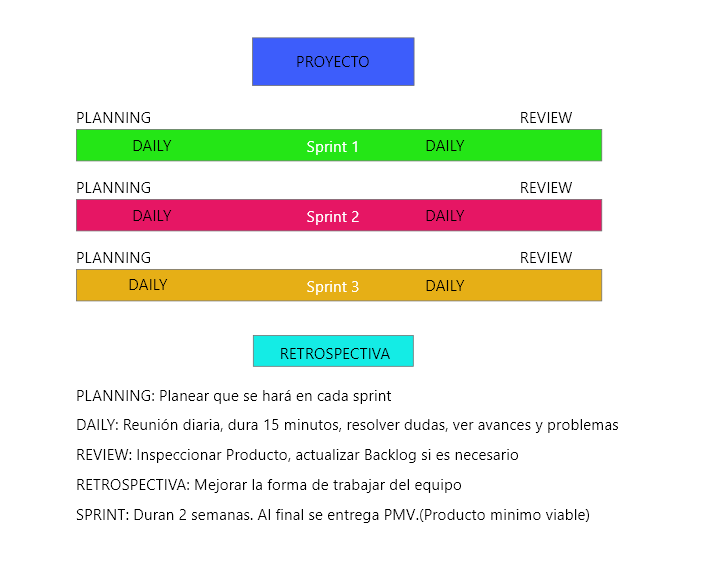 PROYECTO
PLANNING REVIEW
DAILY Sprint 1 DAILY
PLANNING REVIEW
DAILY Sprint 2 DAILY
PLANNING REVIEW
DAILY Sprint 3 DAILY
RETROSPECTIVA
PLANNING: Planear que se hará en cada sprint
DAILY: Reunión diaria, dura 15 minutos, resolver dudas, ver avances y problemas
REVIEW: Inspeccionar Producto, actualizar Backlog si es necesario
RETROSPECTIVA: Mejorar la forma de trabajar del equipo
SPRINT: Duran 2 semanas. Al final se entrega PMV.(Producto minimo viable)